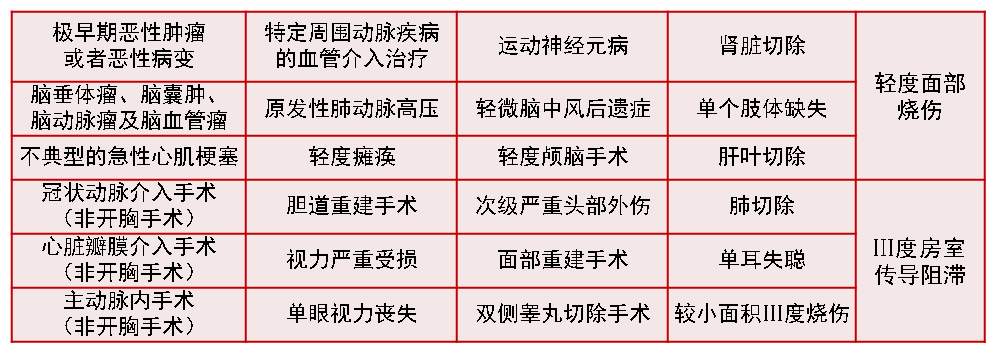 极早期恶性肿瘤
或者恶性病变
特定周围动脉疾病
的血管介入治疗
运动神经元病
肾脏切除
轻度面部
烧伤
脑垂体瘤、脑囊肿、
脑动脉瘤及脑血管瘤
原发性肺动脉高压
轻微脑中风后遗症
单个肢体缺失
不典型的急性心肌梗塞
轻度瘫痪
轻度颅脑手术
肝叶切除
冠状动脉介入手术
（非开胸手术）
胆道重建手术
次级严重头部外伤
肺切除
III度房室
传导阻滞
心脏瓣膜介入手术
（非开胸手术）
视力严重受损
面部重建手术
单耳失聪
主动脉内手术
（非开胸手术）
单眼视力丧失
双侧睾丸切除手术
较小面积III度烧伤